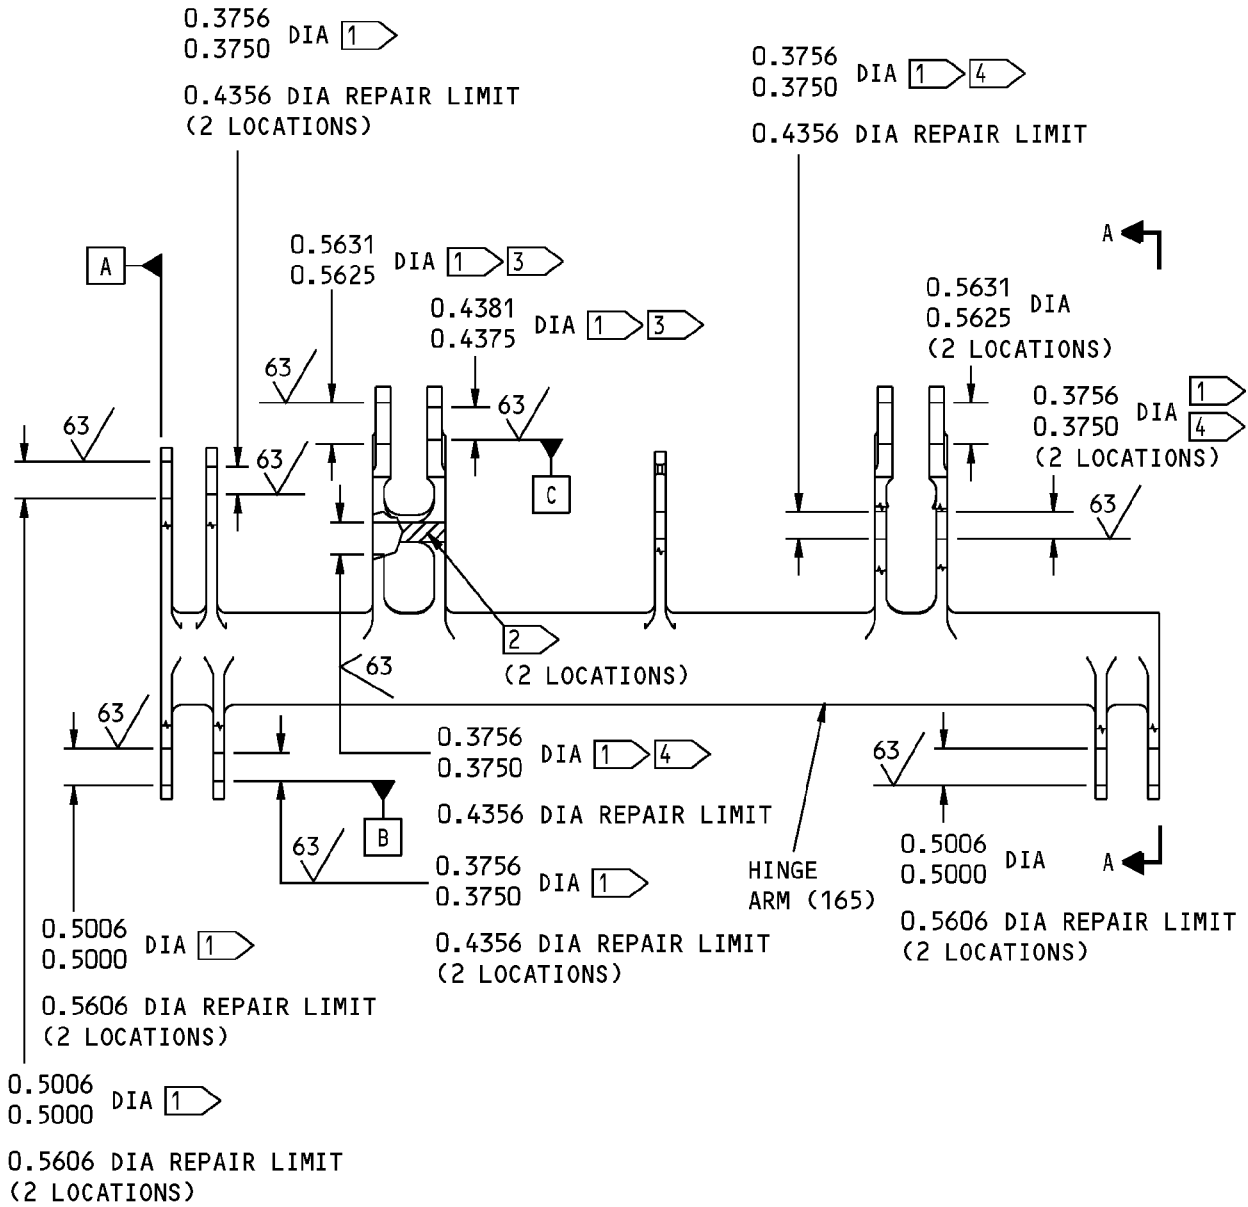 0.3756
0.3750 DIA 1
0.4356 DIA REPAIR LIMIT
(2 LOCATIONS)
0.3756
0.3750 DIA 1 4
0.4356 DIA REPAIR LIMIT
A
A
0.5631
0.5625 DIA 1 3
0.4381
0.4375 DIA 1 3
0.5631
0.5625 DIA
(2 LOCATIONS)
0.3756
0.3750 DIA 1 4
(2 LOCATIONS)
63
63
63
63
C
63
2
(2 LOCATIONS)
63
63
0.3756
0.3750 DIA 1 4
0.4356 DIA REPAIR LIMIT
63
B
63
0.3756
0.3750 DIA 1
0.4356 DIA REPAIR LIMIT
(2 LOCATIONS)
HINGE
ARM (165)
A
0.5006
0.5000 DIA
0.5606 DIA REPAIR LIMIT
(2 LOCATIONS)
0.5006
0.5000 DIA 1
0.5606 DIA REPAIR LIMIT
(2 LOCATIONS)
0.5006
0.5000 DIA 1
0.5606 DIA REPAIR LIMIT
(2 LOCATIONS)